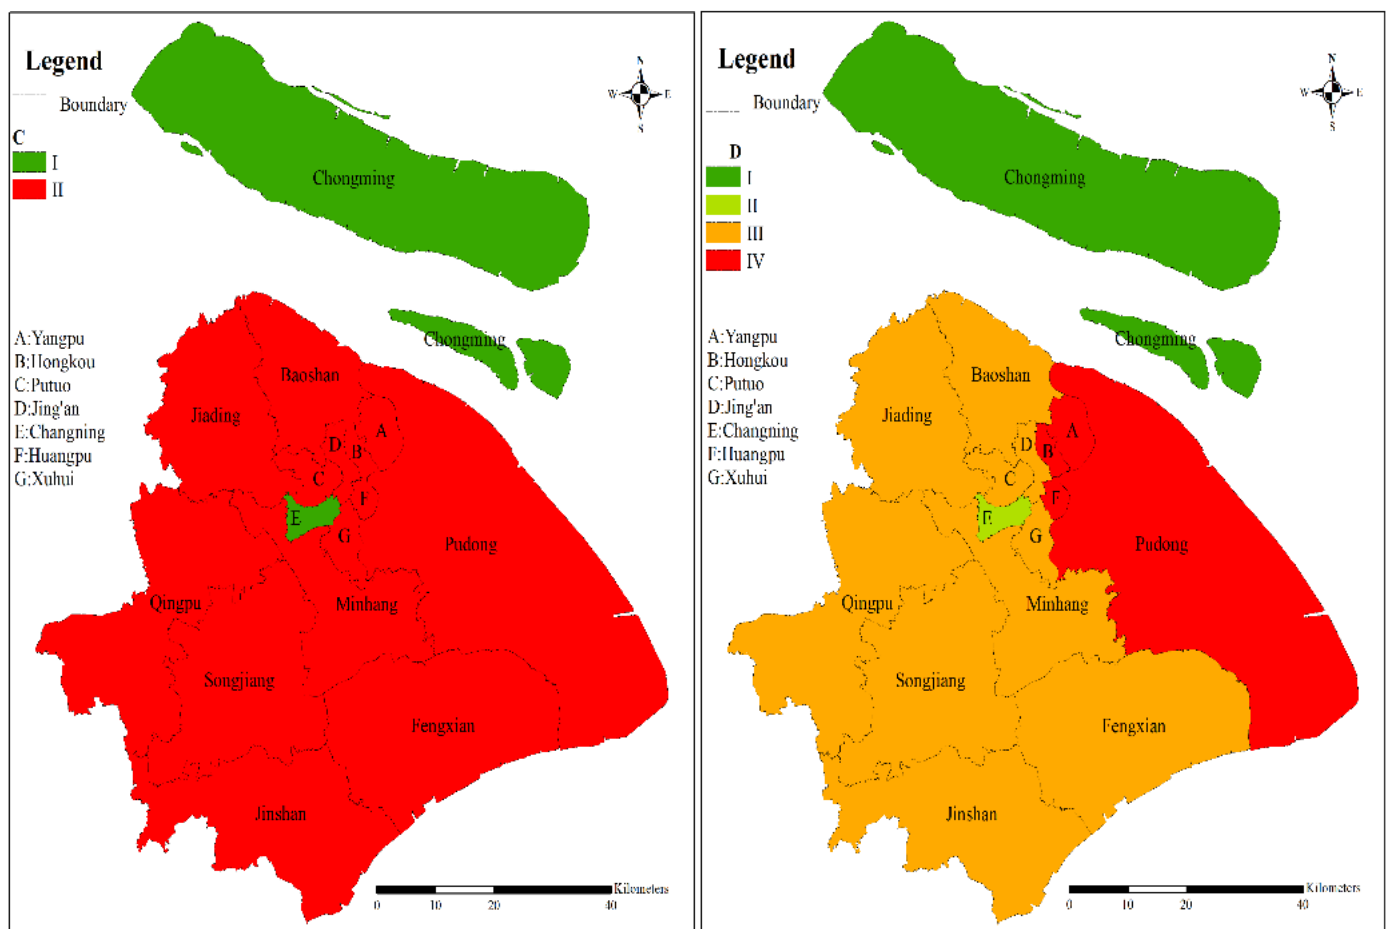 Legend
Boundary
C
I
II
N
W
E
S
Chongming
Chongming
A:Yangpu
B:Hongkou
C:Putuo
D:Jing'an
E:Changning
F:Huangpu
G:Xuhui
Baoshan
Jiading
A
D
B
C
F
E
G
Pudong
Qingpu
Minhang
Songjiang
Fengxian
Jinshan
Kilometers
0 10 20 40
Legend
Boundary
D
I
II
III
IV
N
W
E
S
Chongming
Chongming
A:Yangpu
B:Hongkou
C:Putuo
D:Jing'an
E:Changning
F:Huangpu
G:Xuhui
Baoshan
Jiading
A
D
B
C
F
E
G
Pudong
Qingpu
Minhang
Songjiang
Fengxian
Jinshan
Kilometers
0 10 20 40